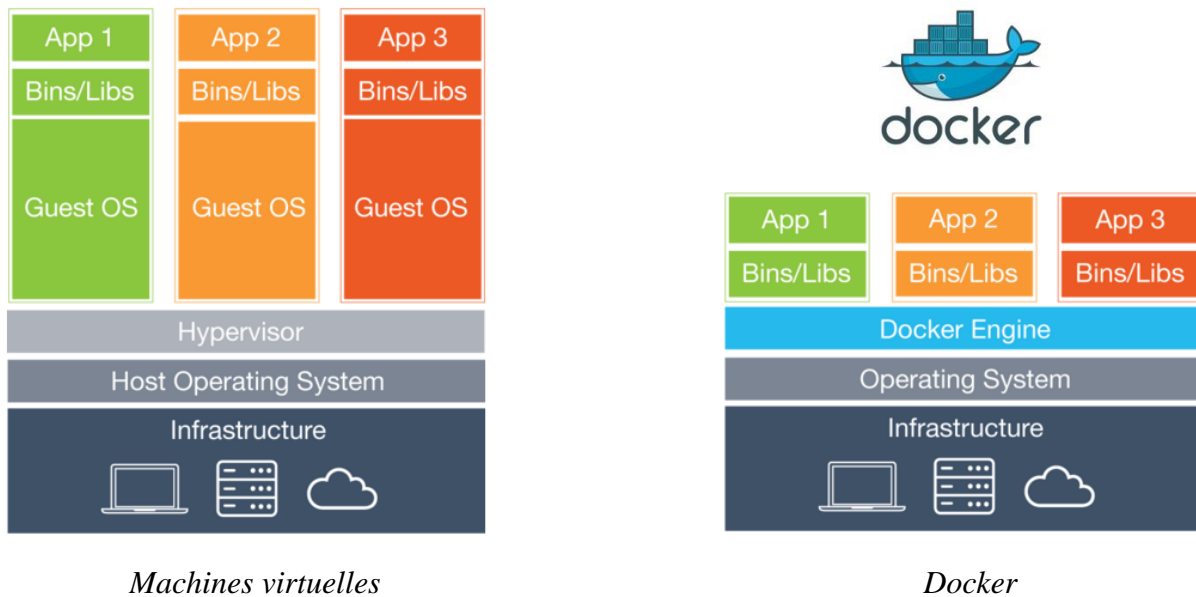 App 1
App 2
App 3
Bins/Libs
Bins/Libs
Bins/Libs
Guest OS
Guest OS
Guest OS
Hypervisor
Host Operating System
Infrastructure
Machines virtuelles
docker
App 1
App 2
App 3
Bins/Libs
Bins/Libs
Bins/Libs
Docker Engine
Operating System
Infrastructure
Docker